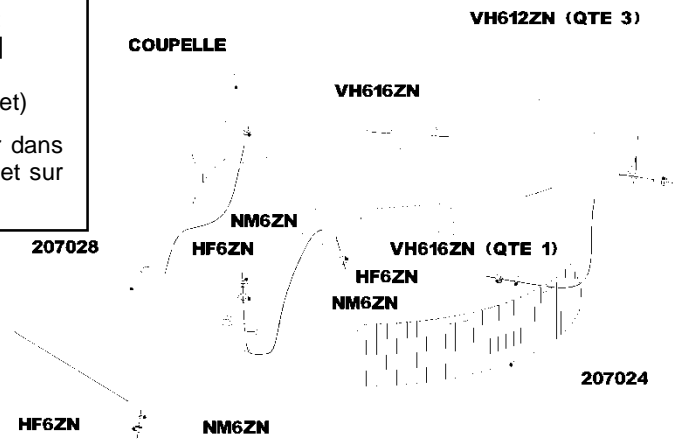 VH612ZN (QTE 3)
COUPELLE
VH616ZN
et)
dans
et sur
NM6ZN
207028
HF6ZN
VH616ZN (QTE 1)
HF6ZN
NM6ZN
207024
HF6ZN
NM6ZN